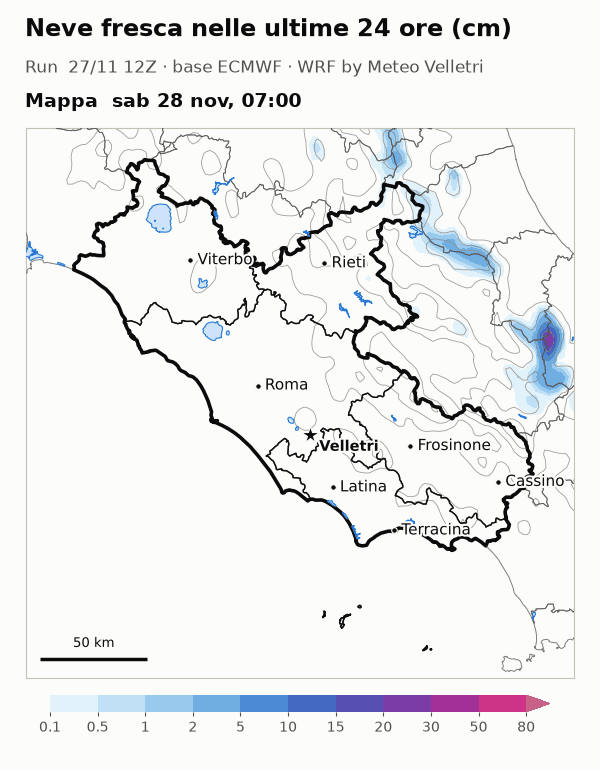 Neve fresca nelle ultime 24 ore (cm)
Run  27/11 12Z · base ECMWF · WRF by Meteo Velletri
Mappa  sab 28 nov, 07:00
Viterbo
Rieti
Roma
Velletri
Frosinone
Latina
Cassino
Terracina
50 km
0.1 0.5 1 2 5 10 15 20 30 50 80